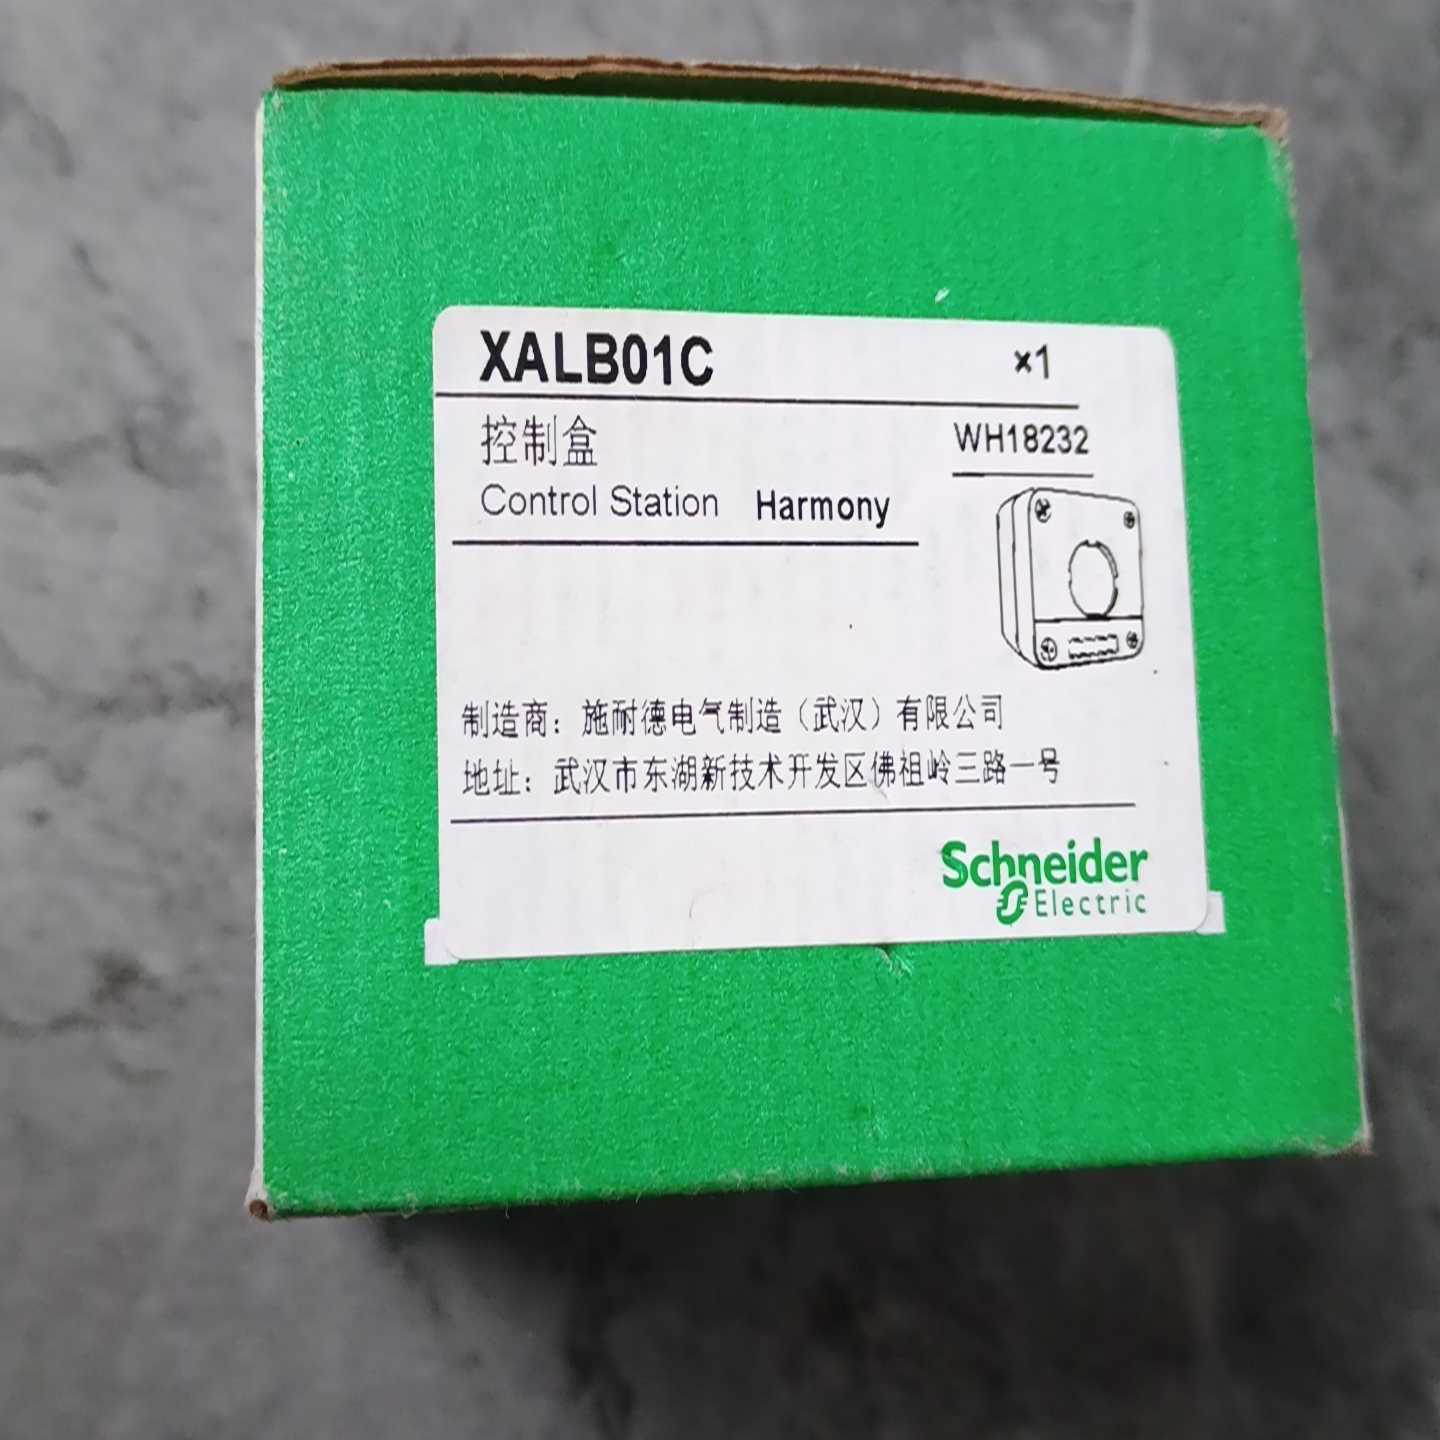 XALB01C ×1
控制盒 WH18232
Control Station Harmony
制造商：施耐德电气制造（武汉）有限公司
地址：武汉市东湖新技术开发区佛祖岭三路一号
Schneider
Electric